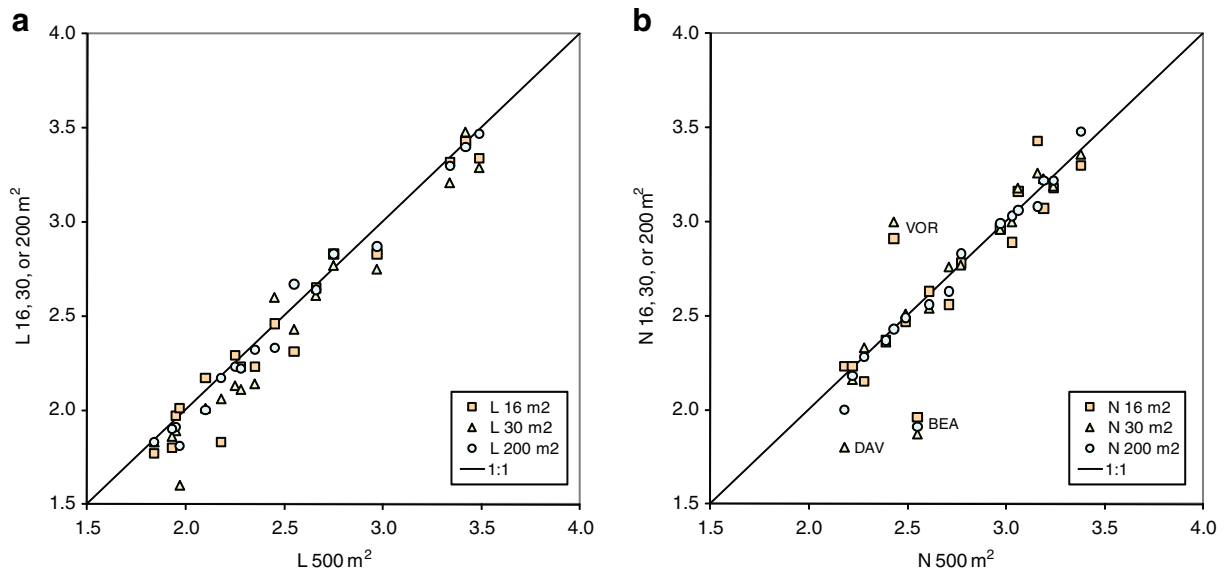 a
4.0
3.5
3.0
2.5
2.0
1.5
1.5 2.0 2.5 3.0 3.5 4.0
L 16, 30, or 200 m²
L 500 m²
L 16 m2
L 30 m2
L 200 m2
1:1
b
4.0
3.5
3.0
2.5
2.0
1.5
1.5 2.0 2.5 3.0 3.5 4.0
N 16, 30, or 200 m²
N 500 m²
VOR
BEA
DAV
N 16 m2
N 30 m2
N 200 m2
1:1